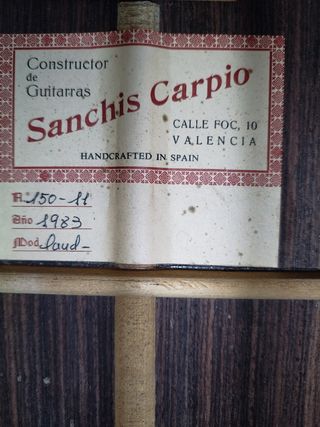 Constructor
de
Guitarras
Sanchis Carpio
CALLE FOC, 10
VALENCIA
HANDCRAFTED IN SPAIN
N. 150-11
Año 1983
Mod. Laud-